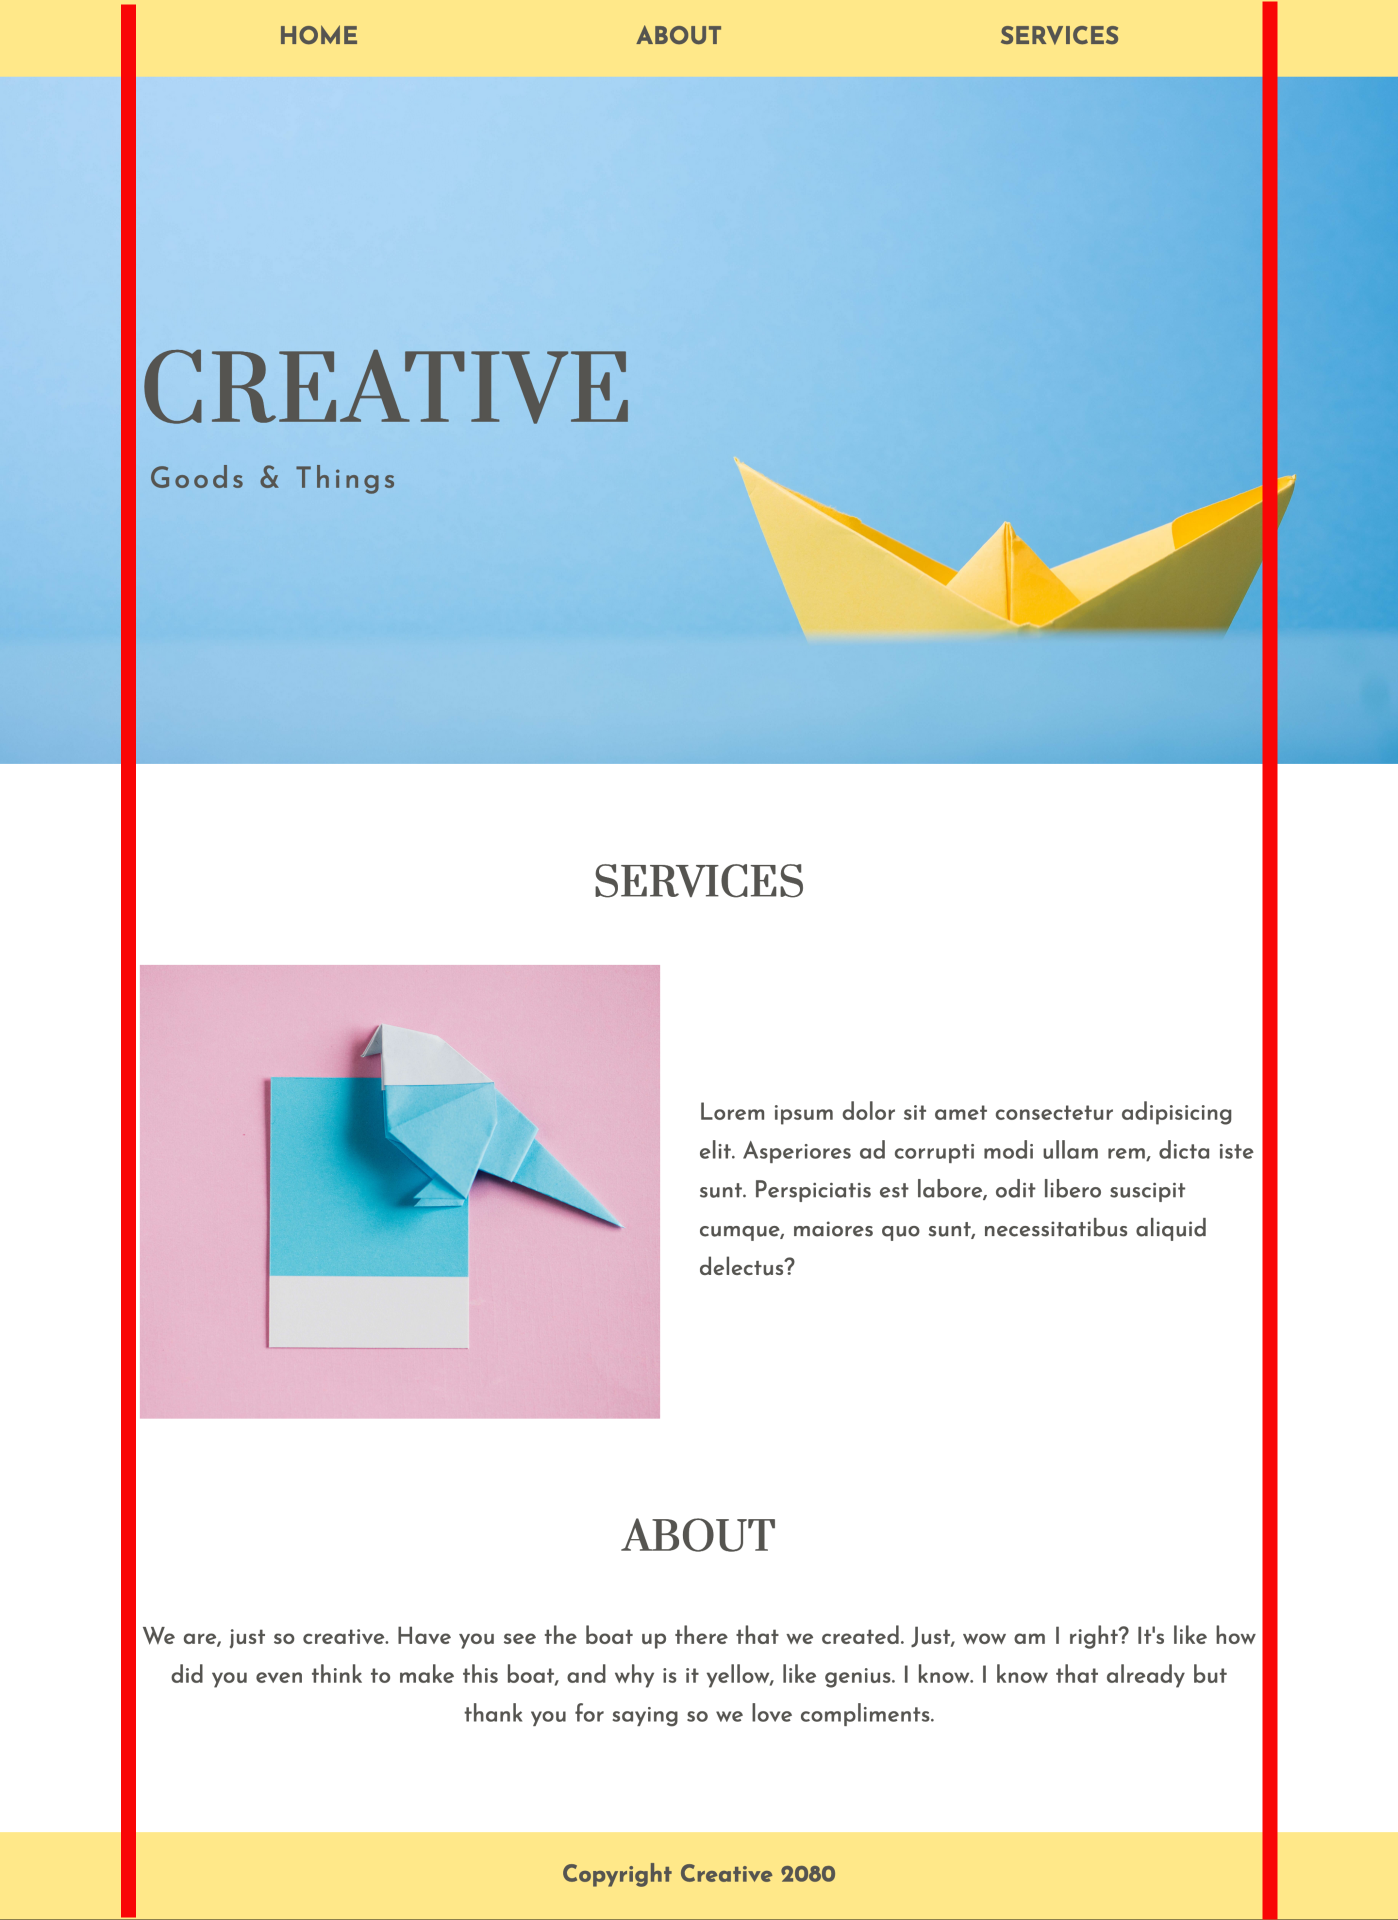 HOME ABOUT SERVICES
CREATIVE
Goods & Things
SERVICES
Lorem ipsum dolor sit amet consectetur adipisicing
elit. Asperiores ad corrupti modi ullam rem, dicta iste
sunt. Perspiciatis est labore, odit libero suscipit
cumque, maiores quo sunt, necessitatibus aliquid
delectus?
ABOUT
We are, just so creative. Have you see the boat up there that we created. Just, wow am I right? It's like how
did you even think to make this boat, and why is it yellow, like genius. I know. I know that already but
thank you for saying so we love compliments.
Copyright Creative 2080